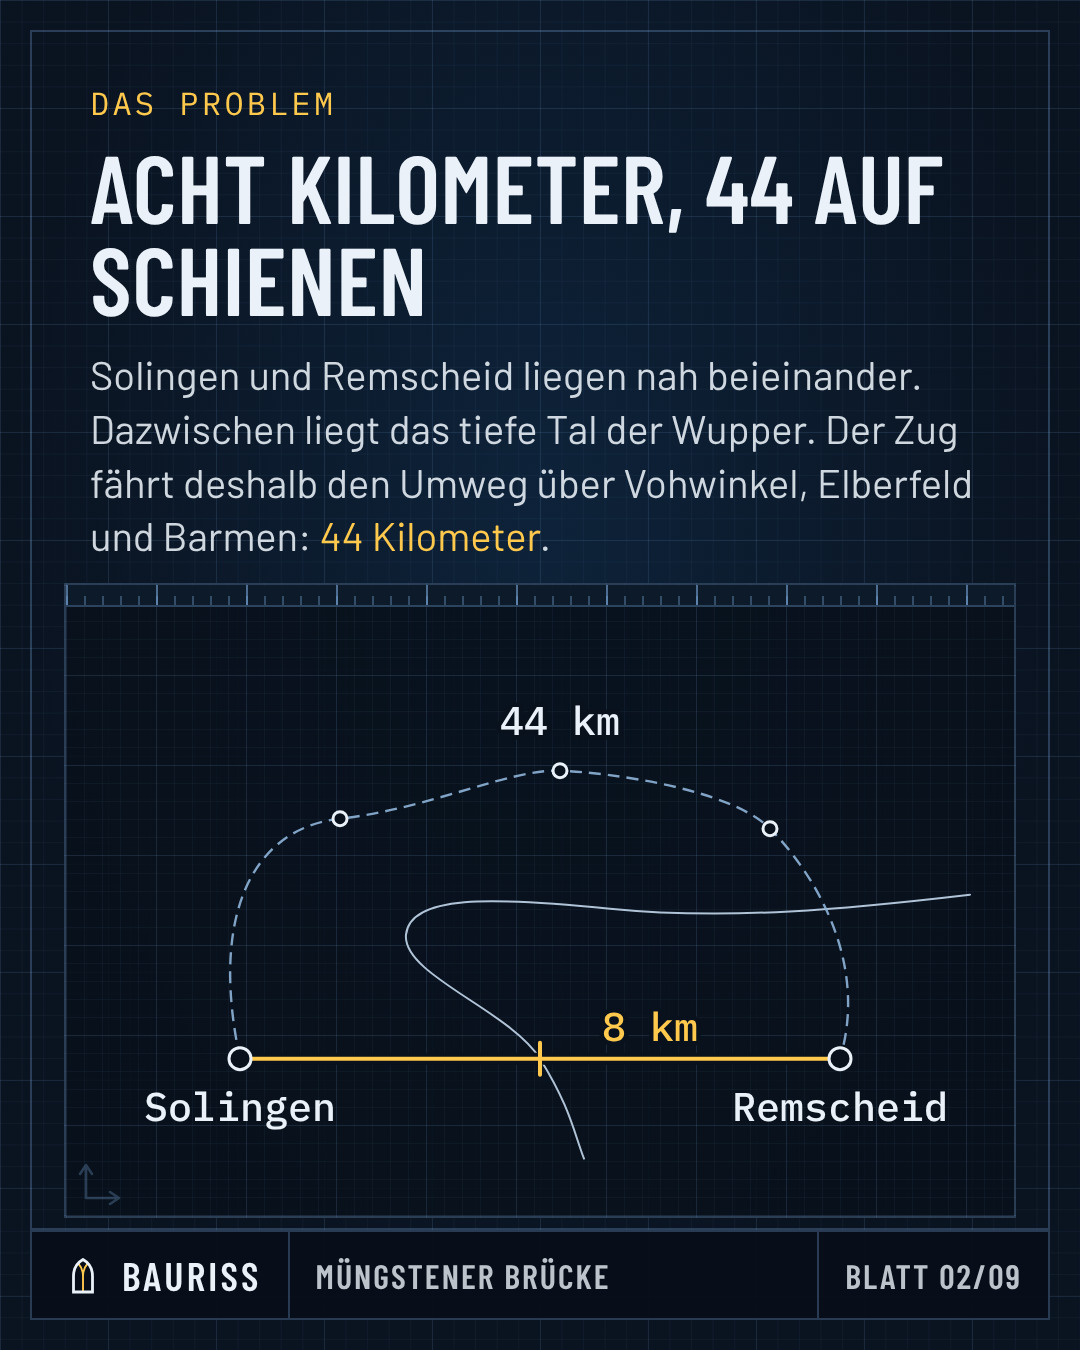 DAS PROBLEM
ACHT KILOMETER, 44 AUF
SCHIENEN
Solingen und Remscheid liegen nah beieinander.
Dazwischen liegt das tiefe Tal der Wupper. Der Zug
fährt deshalb den Umweg über Vohwinkel, Elberfeld
und Barmen: 44 Kilometer.
44 km
8 km
Solingen
Remscheid
BAURISS
MÜNGSTENER BRÜCKE
BLATT 02/09